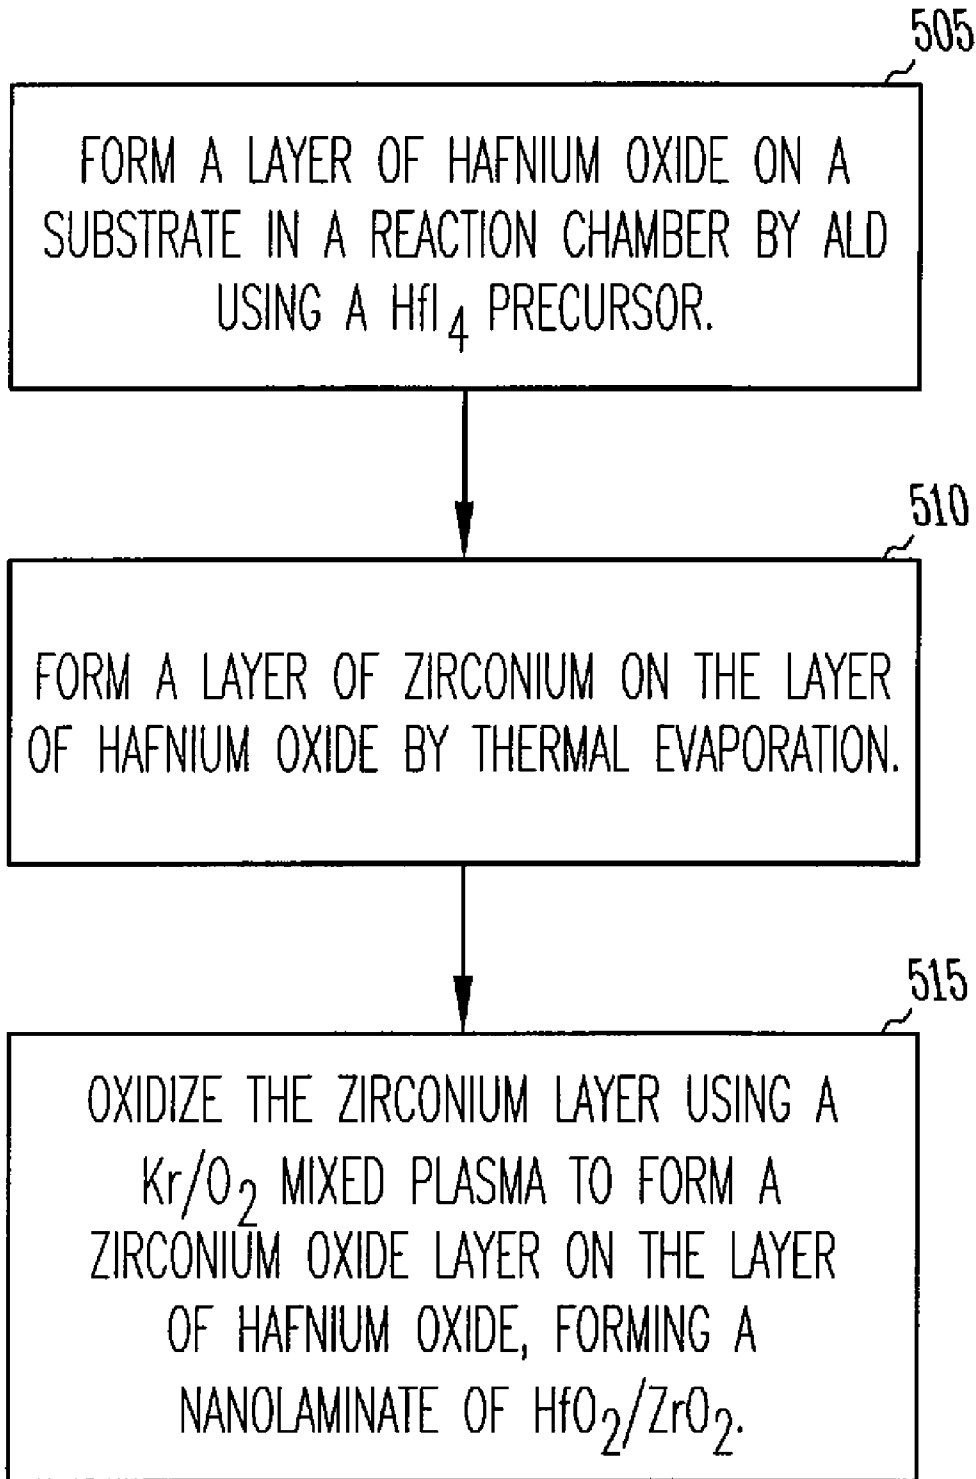 505
FORM A LAYER OF HAFNIUM OXIDE ON A
SUBSTRATE IN A REACTION CHAMBER BY ALD
USING A HfI₄ PRECURSOR.
510
FORM A LAYER OF ZIRCONIUM ON THE LAYER
OF HAFNIUM OXIDE BY THERMAL EVAPORATION.
515
OXIDIZE THE ZIRCONIUM LAYER USING A
Kr/O₂ MIXED PLASMA TO FORM A
ZIRCONIUM OXIDE LAYER ON THE LAYER
OF HAFNIUM OXIDE, FORMING A
NANOLAMINATE OF HfO₂/ZrO₂.